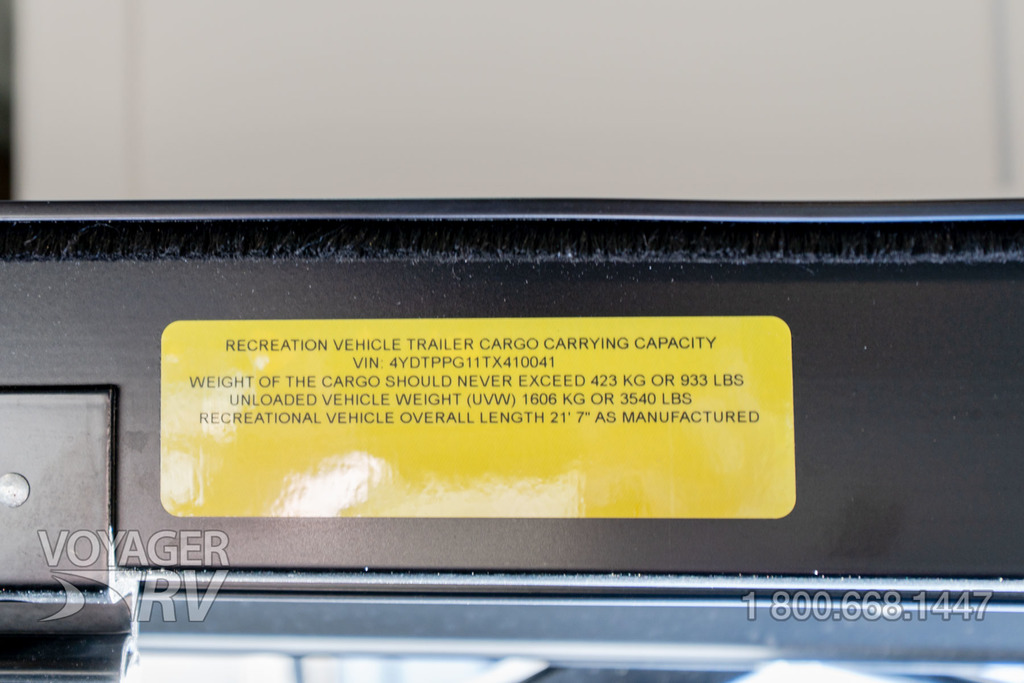 RECREATION VEHICLE TRAILER CARGO CARRYING CAPACITY
VIN: 4YDTPPG11TX410041
WEIGHT OF THE CARGO SHOULD NEVER EXCEED 423 KG OR 933 LBS
UNLOADED VEHICLE WEIGHT (UVW) 1606 KG OR 3540 LBS
RECREATIONAL VEHICLE OVERALL LENGTH 21' 7" AS MANUFACTURED
VOYAGER
RV
1 800.668.1447